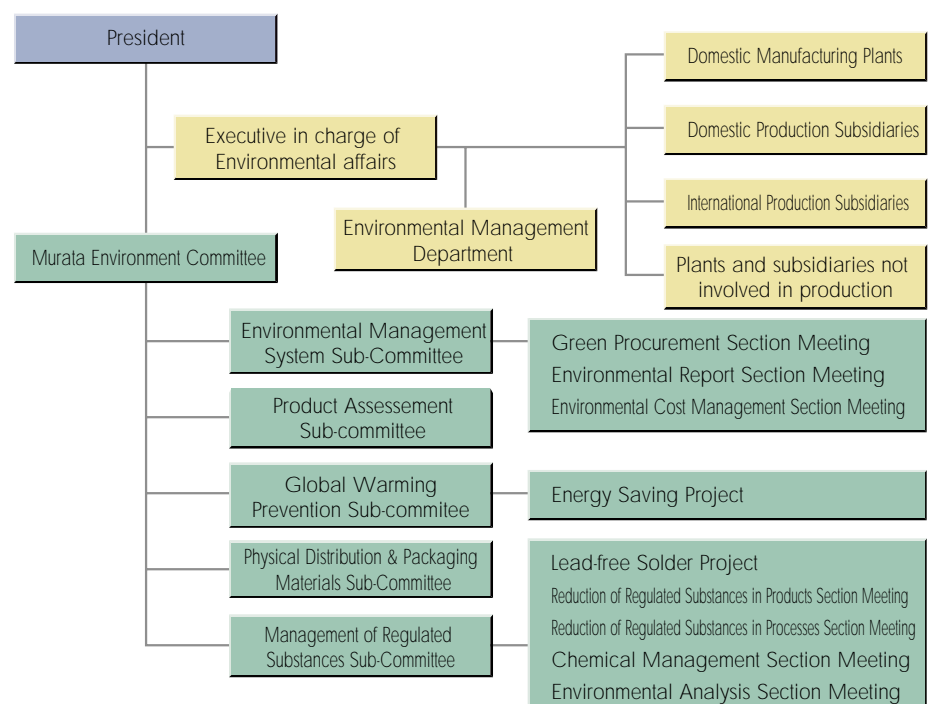 President
Executive in charge of
Environmental affairs
Environmental Management
Department
Domestic Manufacturing Plants
Domestic Production Subsidiaries
International Production Subsidiaries
Plants and subsidiaries not
involved in production
Murata Environment Committee
Environmental Management
System Sub-Committee
Green Procurement Section Meeting
Environmental Report Section Meeting
Environmental Cost Management Section Meeting
Product Assessement
Sub-committee
Global Warming
Prevention Sub-commitee
Energy Saving Project
Physical Distribution & Packaging
Materials Sub-Committee
Management of Regulated
Substances Sub-Committee
Lead-free Solder Project
Reduction of Regulated Substances in Products Section Meeting
Reduction of Regulated Substances in Processes Section Meeting
Chemical Management Section Meeting
Environmental Analysis Section Meeting